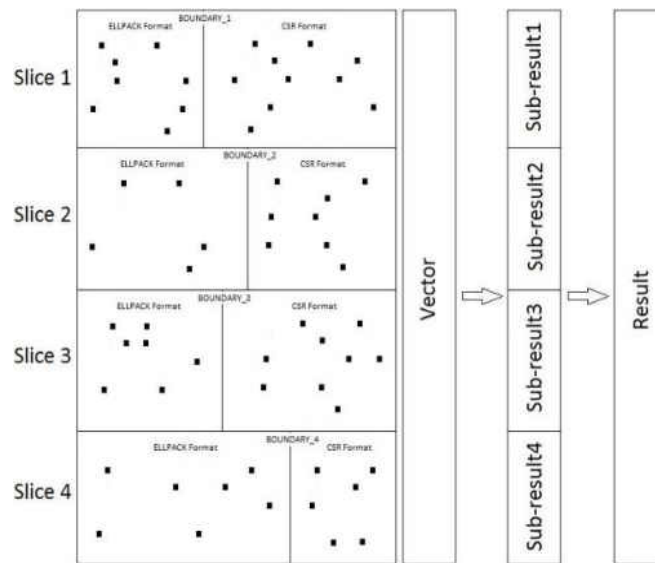 BOUNDARY_1
ELLPACK Format
CSR Format
Slice 1
BOUNDARY_2
ELLPACK Format
CSR Format
Slice 2
BOUNDARY_3
ELLPACK Format
CSR Format
Slice 3
BOUNDARY_4
ELLPACK Format
CSR Format
Slice 4
Vector
Sub-result1
Sub-result2
Sub-result3
Sub-result4
Result